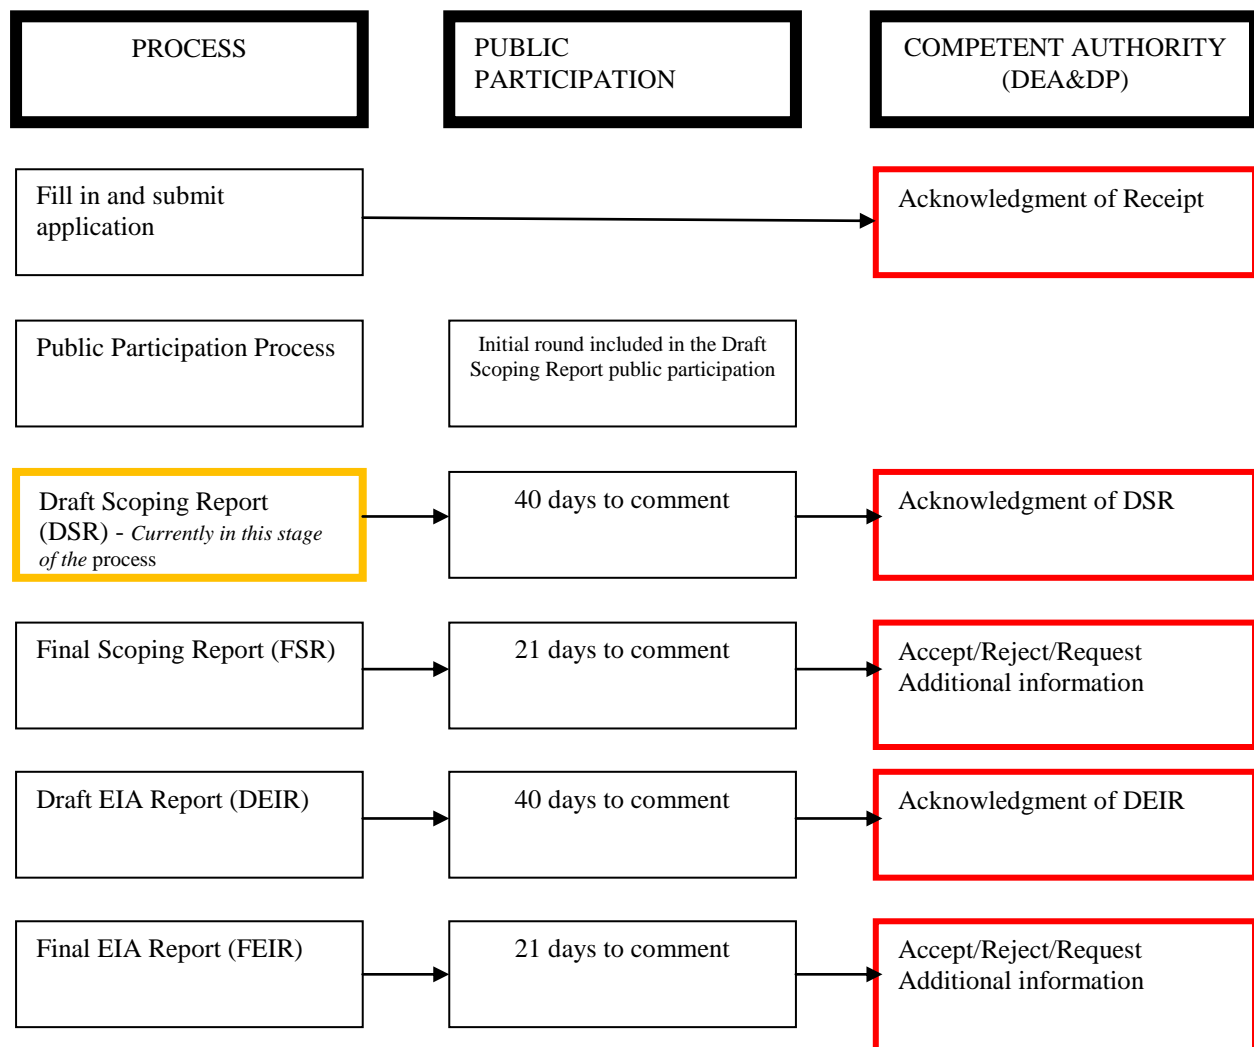 PROCESS
PUBLIC
PARTICIPATION
COMPETENT AUTHORITY
(DEA&DP)
Fill in and submit
application
Acknowledgment of Receipt
Public Participation Process
Initial round included in the Draft
Scoping Report public participation
Draft Scoping Report
(DSR) - Currently in this stage
of the process
40 days to comment
Acknowledgment of DSR
Final Scoping Report (FSR)
21 days to comment
Accept/Reject/Request
Additional information
Draft EIA Report (DEIR)
40 days to comment
Acknowledgment of DEIR
Final EIA Report (FEIR)
21 days to comment
Accept/Reject/Request
Additional information